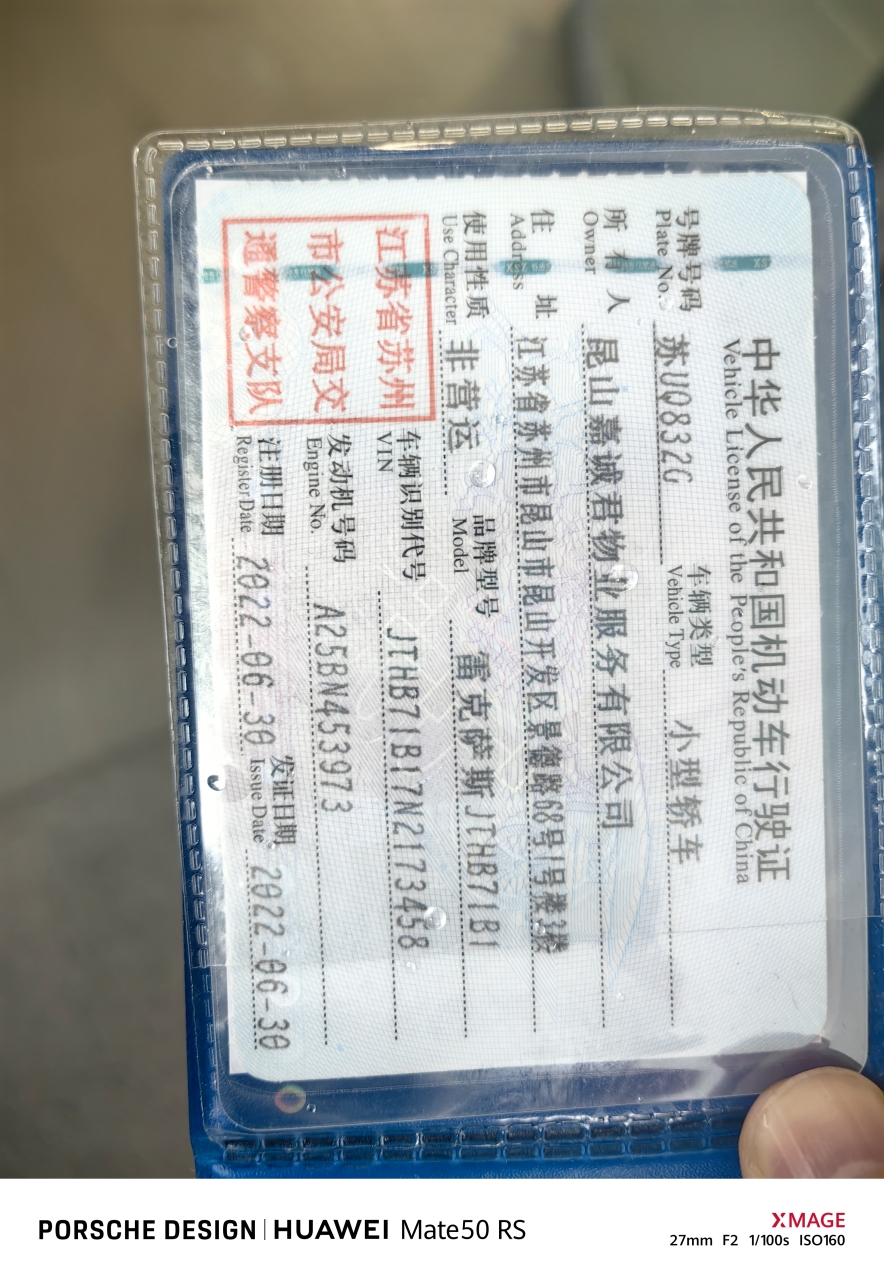 中华人民共和国机动车行驶证
Vehicle License of the People's Republic of China
号牌号码 苏UQ832G 车辆类型 小型轿车
Plate No. Vehicle Type
所有人 昆山嘉诚君物业服务有限公司
Owner
住址 江苏省苏州市昆山市昆山开发区景德路68号1号楼3楼
Address
使用性质 非营运 品牌型号 雷克萨斯JTHB71B1
Use Character Model
江苏省苏州
市公安局交
通警察支队
车辆识别代号 JTHB71B17N2173458
VIN
发动机号码 A25BN453973
Engine No.
注册日期 2022-06-30 发证日期 2022-06-30
Register Date Issue Date
PORSCHE DESIGN | HUAWEI Mate50 RS
XMAGE
27mm F2 1/100s ISO160